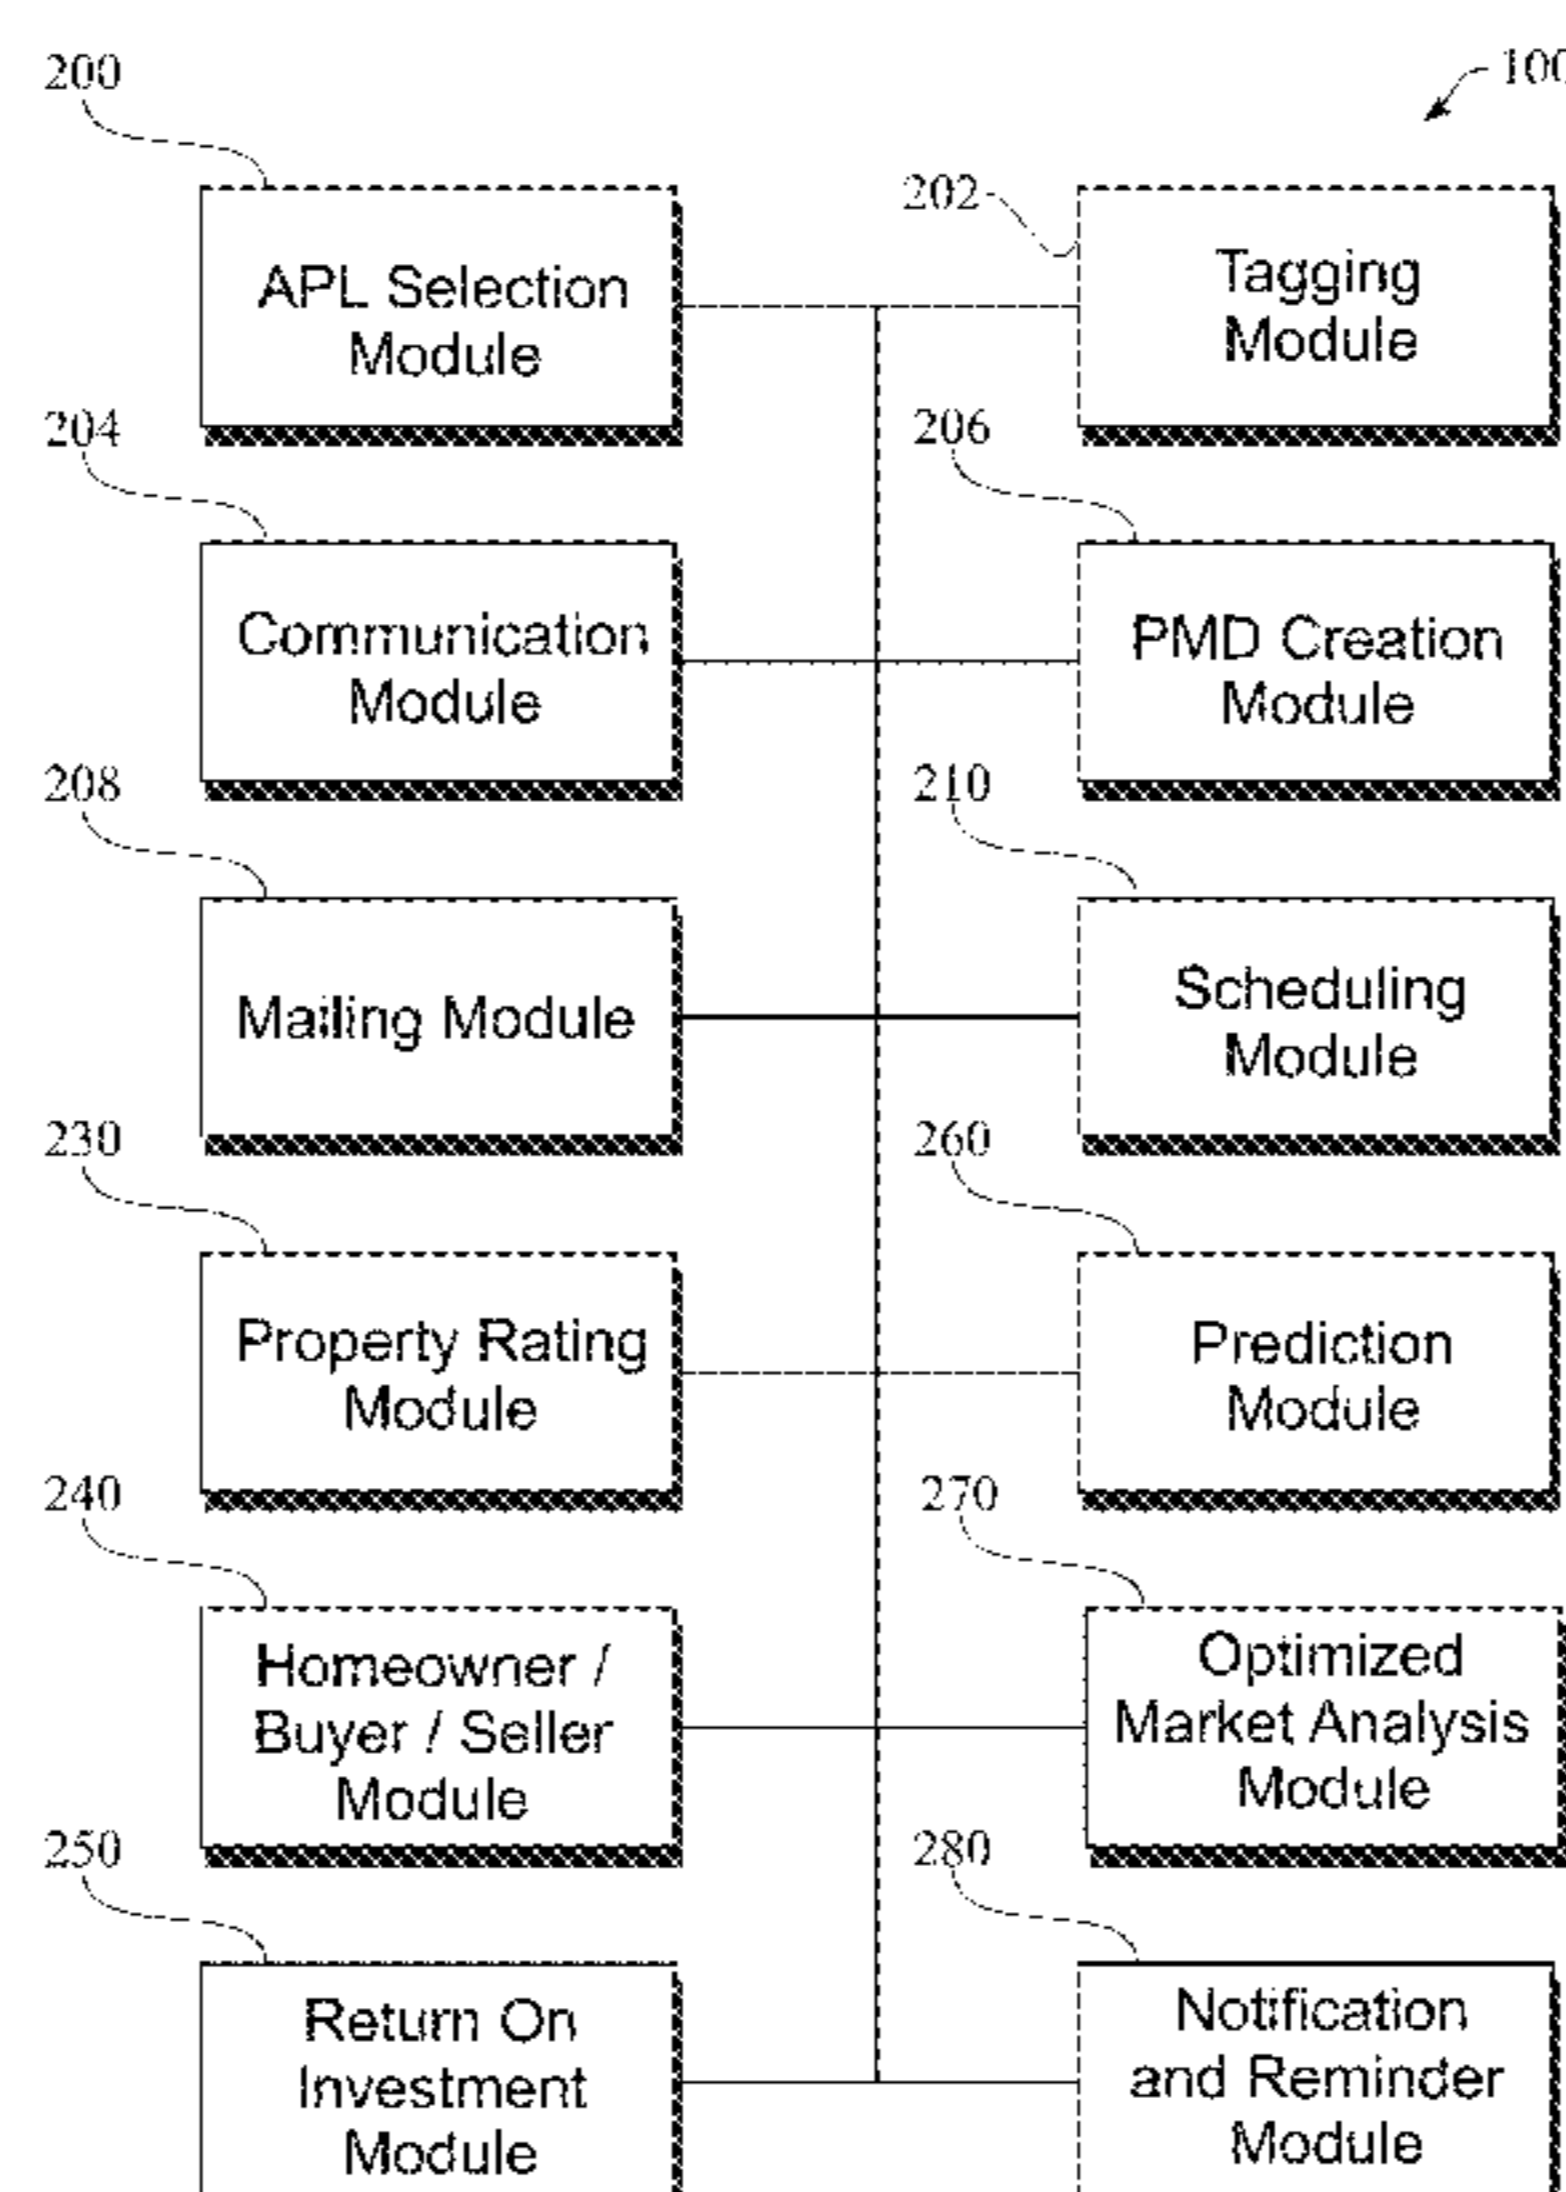 200
100
202
APL Selection
Module
Tagging
Module
204
206
Communication
Module
PMD Creation
Module
208
210
Mailing Module
Scheduling
Module
230
260
Property Rating
Module
Prediction
Module
240
270
Homeowner /
Buyer / Seller
Module
Optimized
Market Analysis
Module
250
280
Return On
Investment
Module
Notification
and Reminder
Module